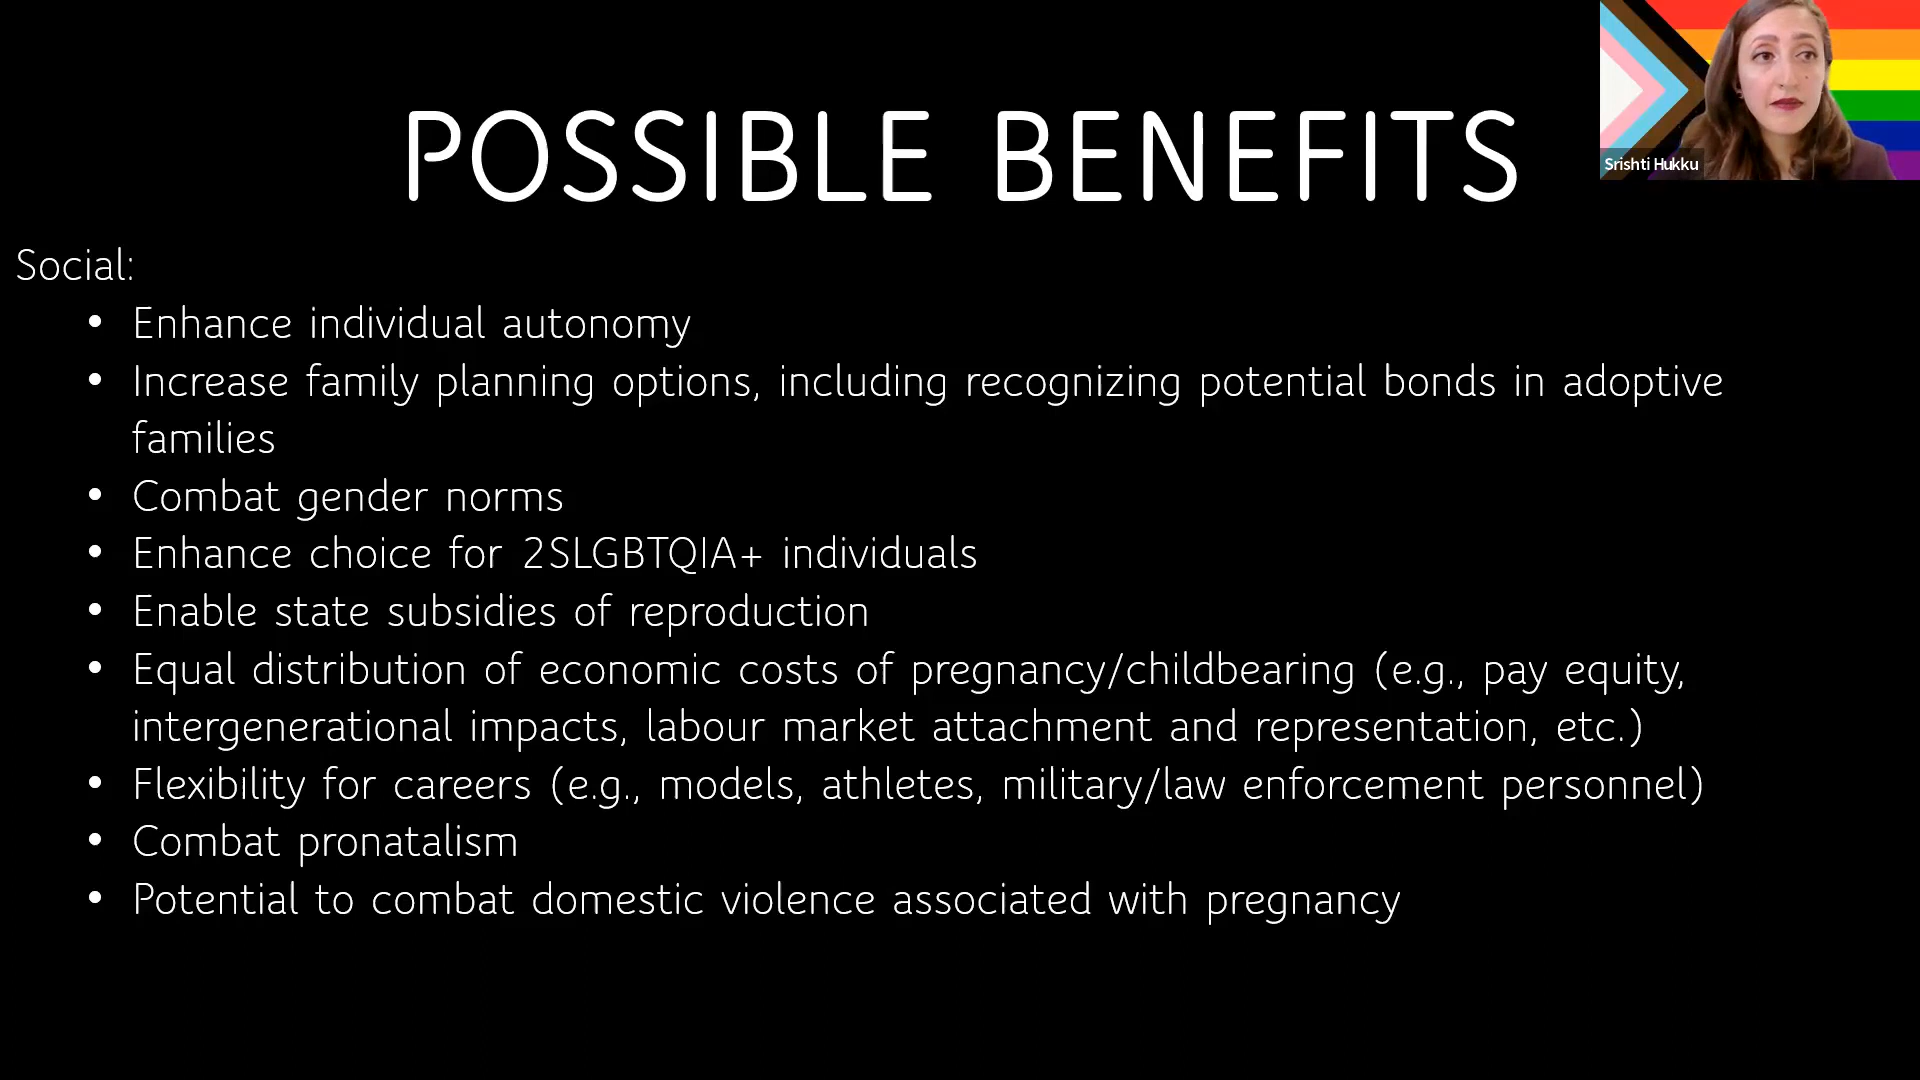 POSSIBLE BENEFITS
Srishti Hukku
Social:
• Enhance individual autonomy
• Increase family planning options, including recognizing potential bonds in adoptive
families
• Combat gender norms
• Enhance choice for 2SLGBTQIA+ individuals
• Enable state subsidies of reproduction
• Equal distribution of economic costs of pregnancy/childbearing (e.g., pay equity,
intergenerational impacts, labour market attachment and representation, etc.)
• Flexibility for careers (e.g., models, athletes, military/law enforcement personnel)
• Combat pronatalism
• Potential to combat domestic violence associated with pregnancy